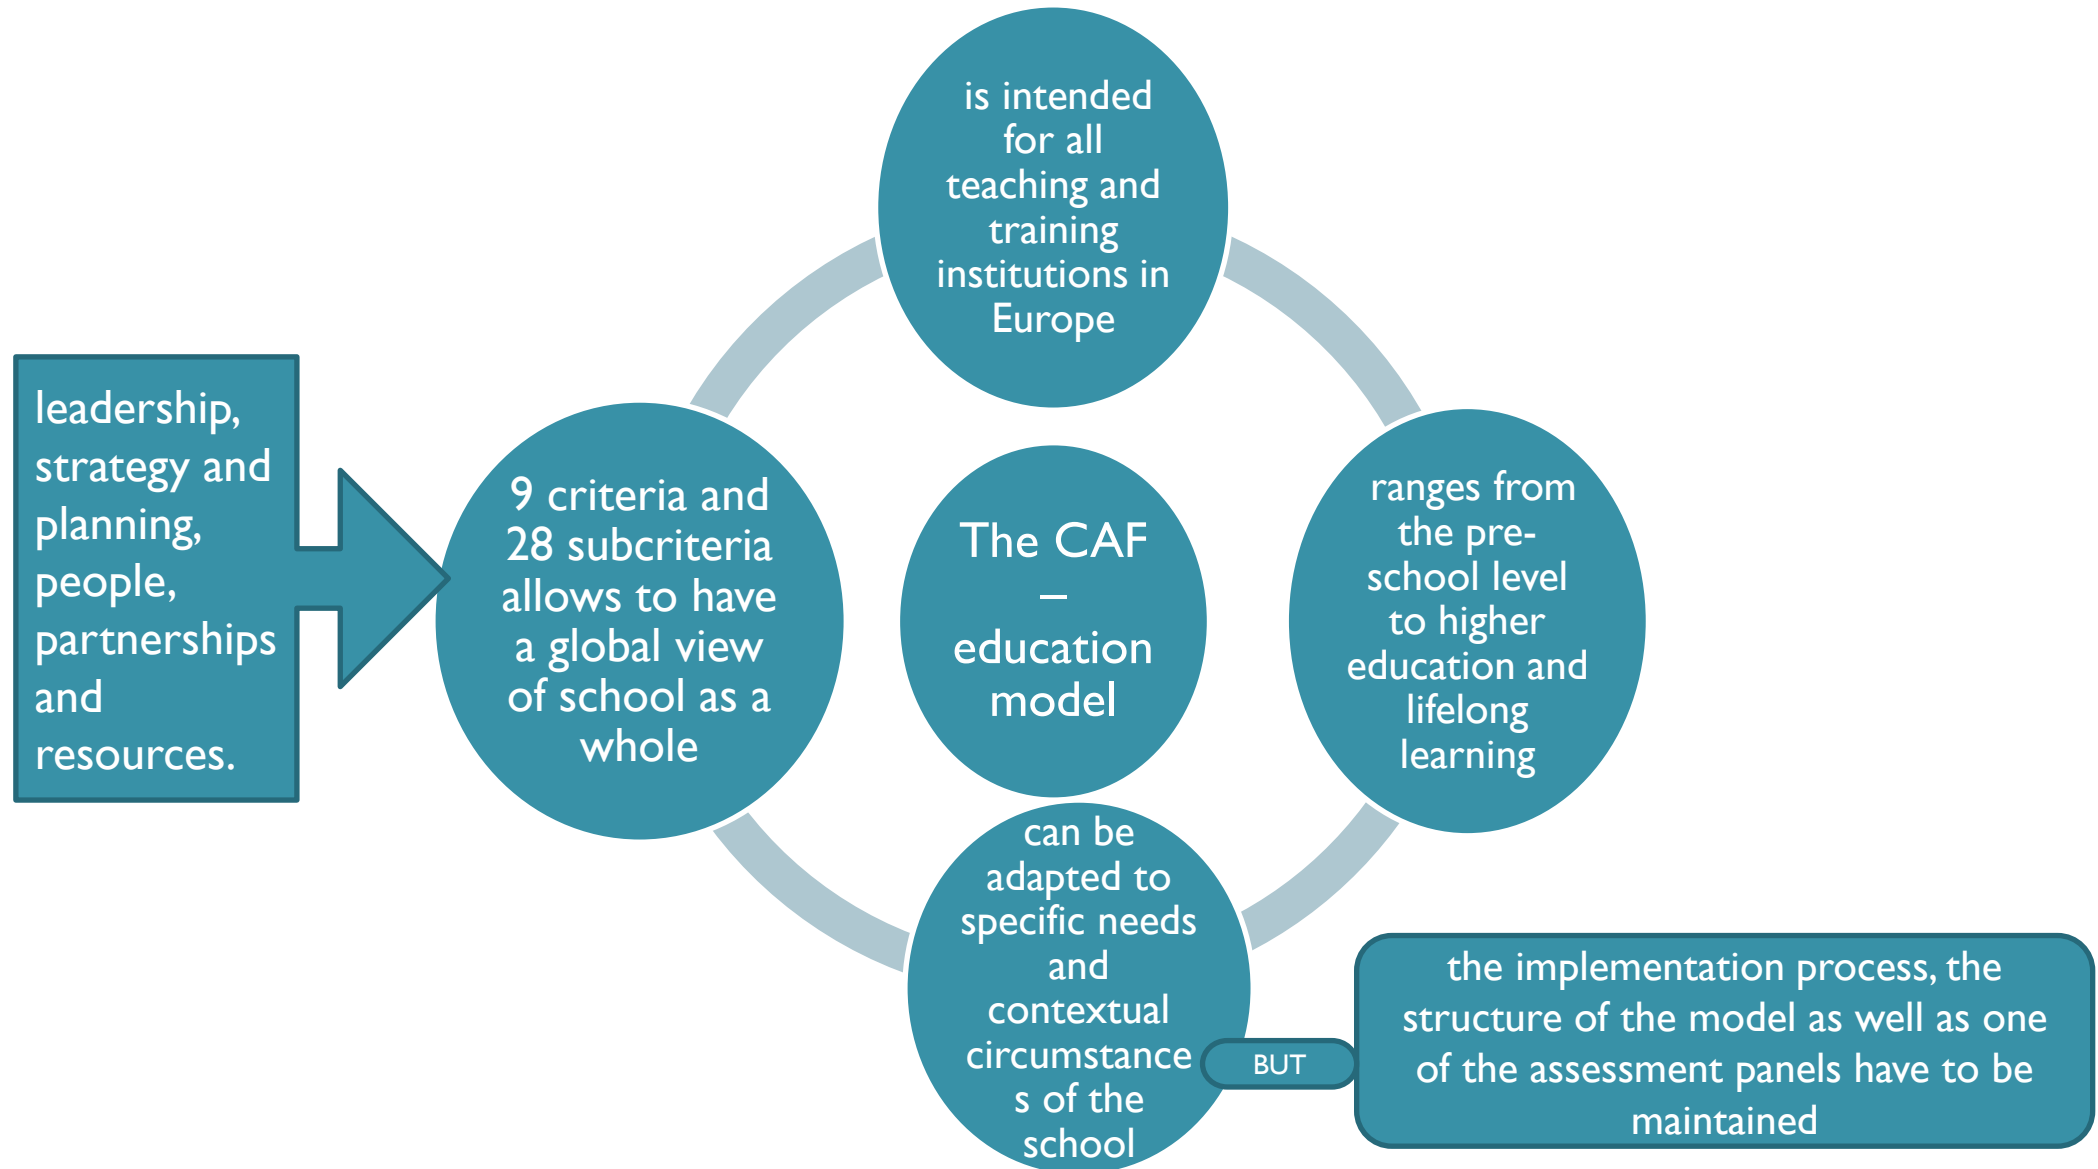 is intended
for all
teaching and
training
institutions in
Europe
leadership,
strategy and
planning,
people,
partnerships
and
resources.
9 criteria and
28 subcriteria
allows to have
a global view
of school as a
whole
The CAF
–
education
model
ranges from
the pre-
school level
to higher
education and
lifelong
learning
can be
adapted to
specific needs
and
contextual
circumstance
s of the
school
BUT
the implementation process, the
structure of the model as well as one
of the assessment panels have to be
maintained